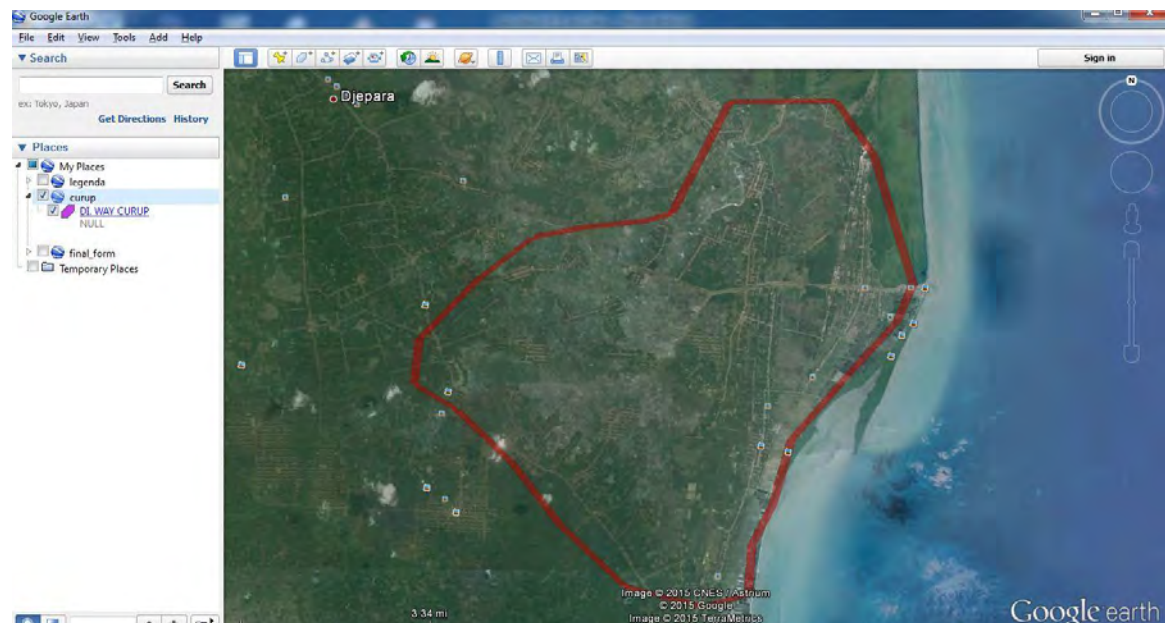 Google Earth
File Edit View Tools Add Help
▼ Search
Search
ex: Tokyo, Japan
Get Directions History
▼ Places
My Places
legenda
curup
DI. WAY CURUP
NULL
final_form
Temporary Places
Sign in
N
Djepara
3.34 mi
Image © 2015 CNES / Astrium
© 2015 Google
Image © 2015 TerraMetrics
Google earth